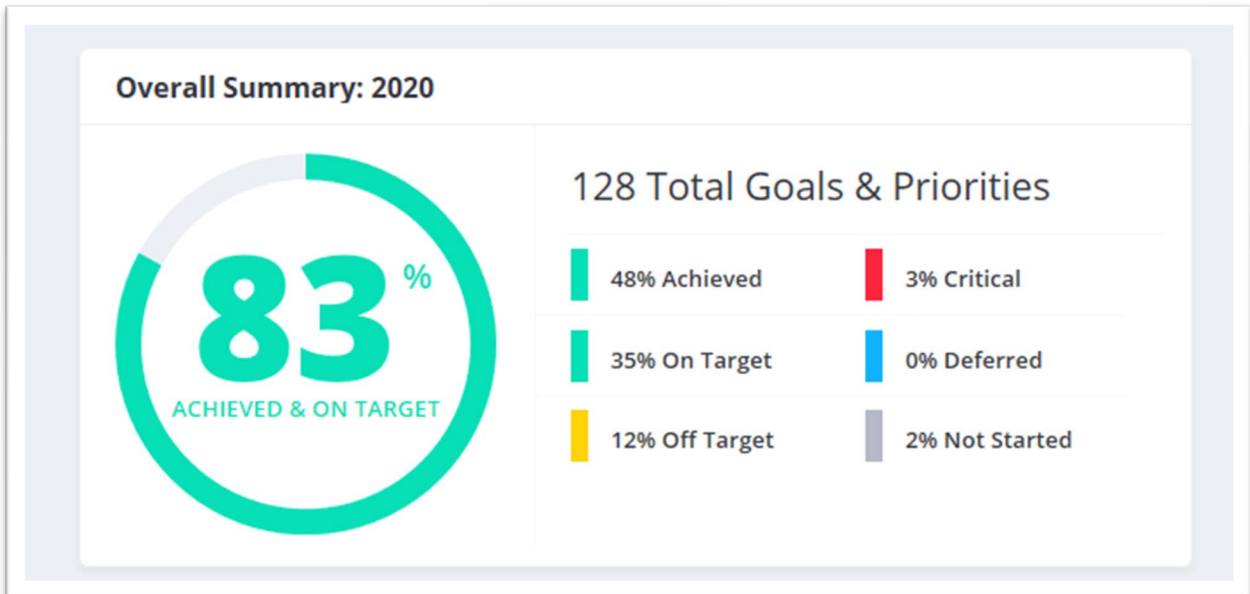 Overall Summary: 2020
83 %
ACHIEVED & ON TARGET
128 Total Goals & Priorities
48% Achieved
3% Critical
35% On Target
0% Deferred
12% Off Target
2% Not Started